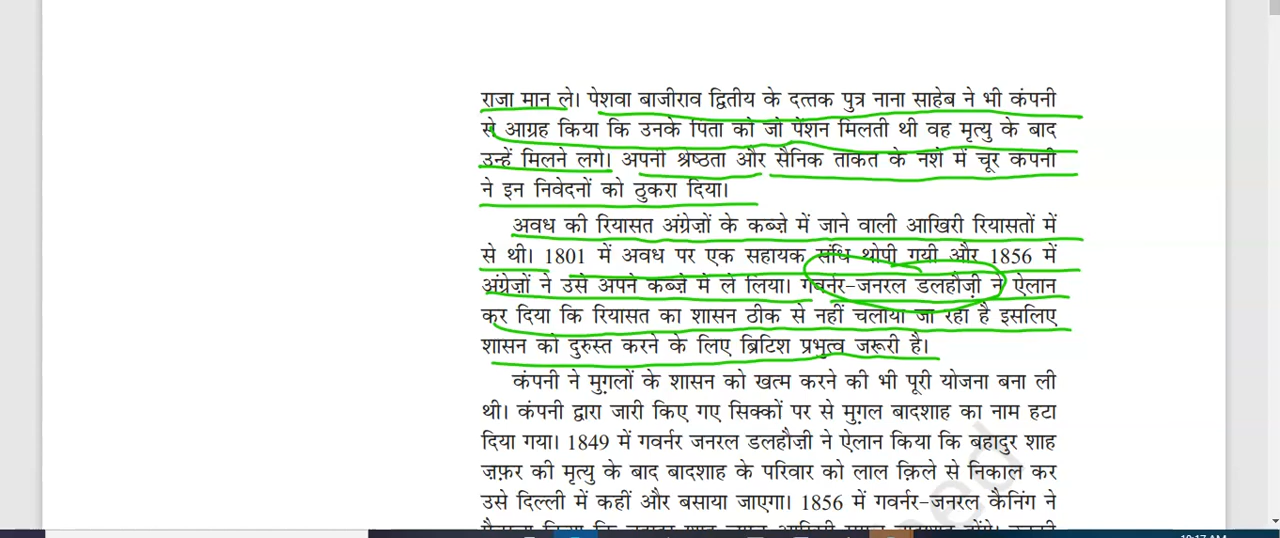 राजा मान ले। पेशवा बाजीराव द्वितीय के दत्तक पुत्र नाना साहेब ने भी कंपनी
से आग्रह किया कि उनके पिता को जो पेंशन मिलती थी वह मृत्यु के बाद
उन्हें मिलने लगे। अपनी श्रेष्ठता और सैनिक ताकत के नशे में चूर कंपनी
ने इन निवेदनों को ठुकरा दिया।
अवध की रियासत अंग्रेज़ों के कब्ज़े में जाने वाली आखिरी रियासतों में
से थी। 1801 में अवध पर एक सहायक संधि थोपी गयी और 1856 में
अंग्रेज़ों ने उसे अपने कब्ज़े में ले लिया। गवर्नर-जनरल डलहौज़ी ने ऐलान
कर दिया कि रियासत का शासन ठीक से नहीं चलाया जा रहा है इसलिए
शासन को दुरुस्त करने के लिए ब्रिटिश प्रभुत्व जरूरी है।
कंपनी ने मुग़लों के शासन को खत्म करने की भी पूरी योजना बना ली
थी। कंपनी द्वारा जारी किए गए सिक्कों पर से मुग़ल बादशाह का नाम हटा
दिया गया। 1849 में गवर्नर जनरल डलहौज़ी ने ऐलान किया कि बहादुर शाह
ज़फ़र की मृत्यु के बाद बादशाह के परिवार को लाल क़िले से निकाल कर
उसे दिल्ली में कहीं और बसाया जाएगा। 1856 में गवर्नर-जनरल कैनिंग ने